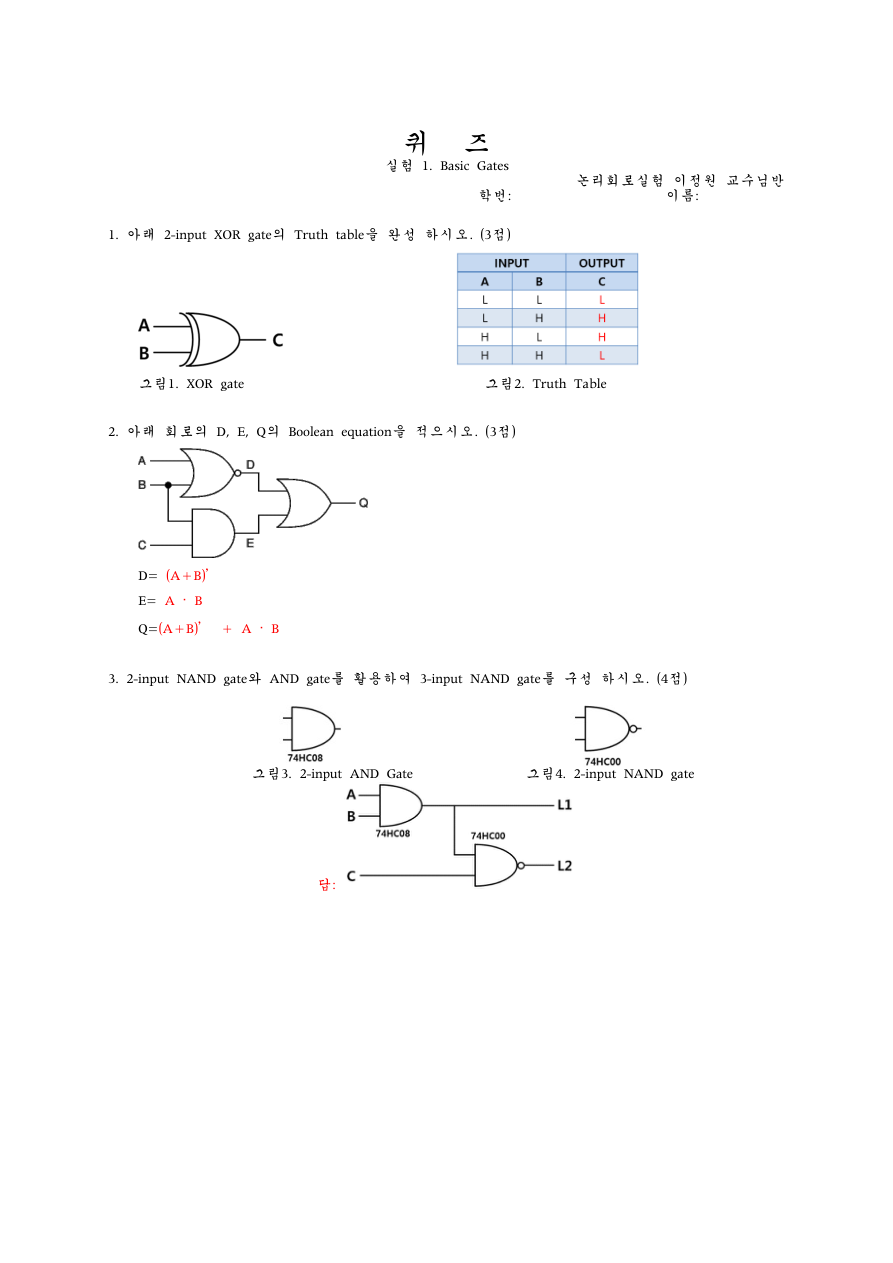 퀴 즈
실험 1. Basic Gates
논리회로실험 이정원 교수님반
학번: 이름:
1. 아래 2-input XOR gate의 Truth table을 완성 하시오. (3점)
INPUT OUTPUT
A B C
L L L
L H H
H L H
H H L
A
B
C
그림1. XOR gate 그림2. Truth Table
2. 아래 회로의 D, E, Q의 Boolean equation을 적으시오. (3점)
A
B
C
D
E
Q
D= (A+B)'
E= A · B
Q=(A+B)' + A · B
3. 2-input NAND gate와 AND gate를 활용하여 3-input NAND gate를 구성 하시오. (4점)
74HC08 74HC00
그림3. 2-input AND Gate 그림4. 2-input NAND gate
A
B
74HC08
L1
74HC00
L2
답: C